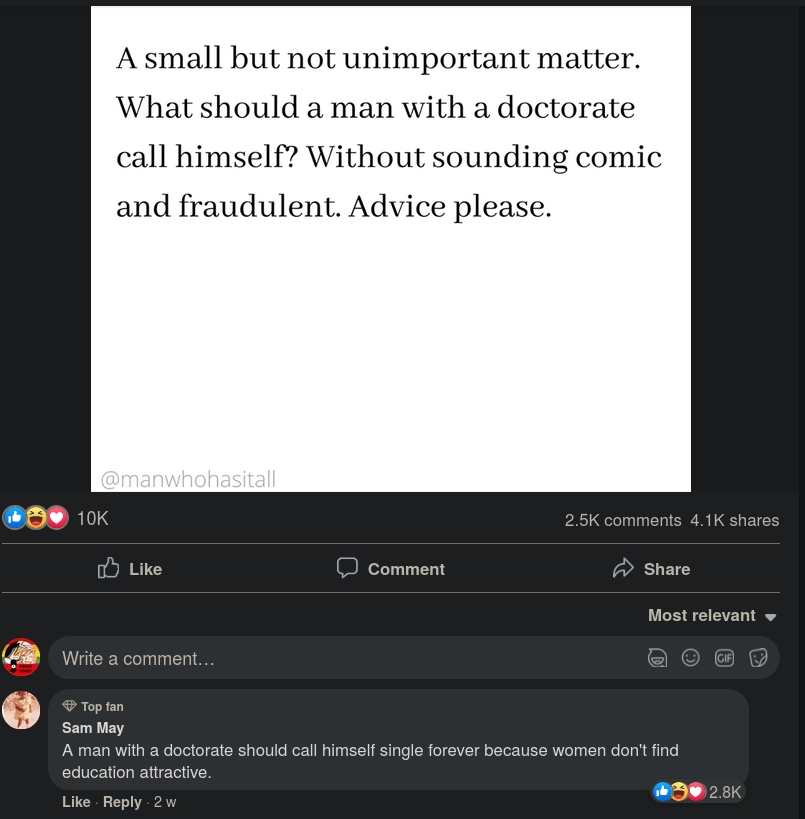 A small but not unimportant matter.
What should a man with a doctorate
call himself? Without sounding comic
and fraudulent. Advice please.
@manwhohasitall
10K
2.5K comments 4.1K shares
Like
Comment
Share
Most relevant
Write a comment...
GIF
Top fan
Sam May
A man with a doctorate should call himself single forever because women don't find
education attractive.
2.8K
Like · Reply · 2 w